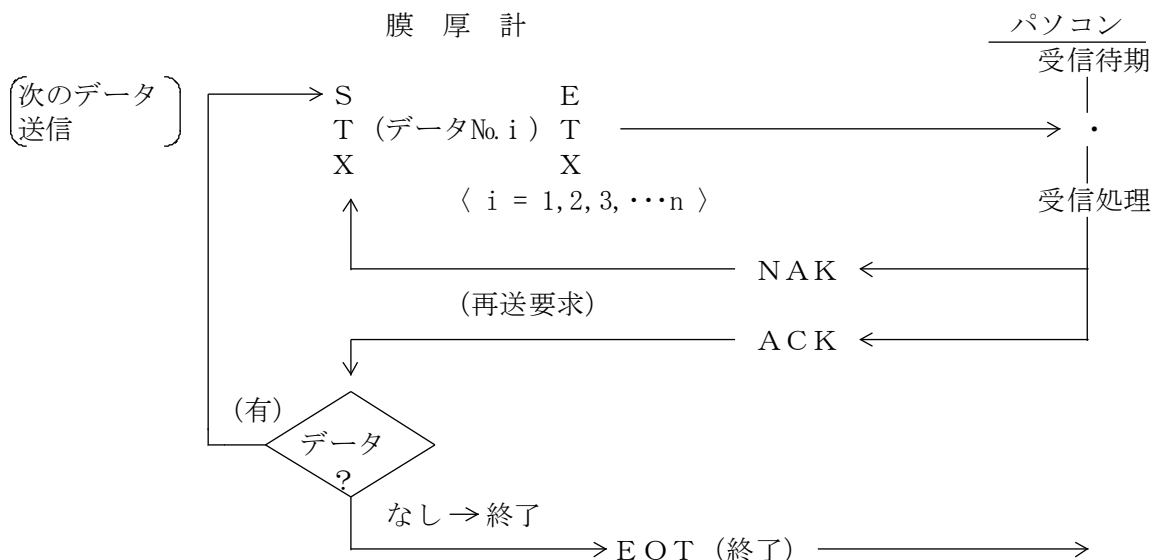 膜 厚 計
パソコン
受信待期
次のデータ
送信
S
T
X
(データ№.i)
E
T
X
・
〈 i = 1,2,3,・・・n 〉
受信処理
NAK
(再送要求)
ACK
(有)
データ
?
なし→終了
EOT (終了)